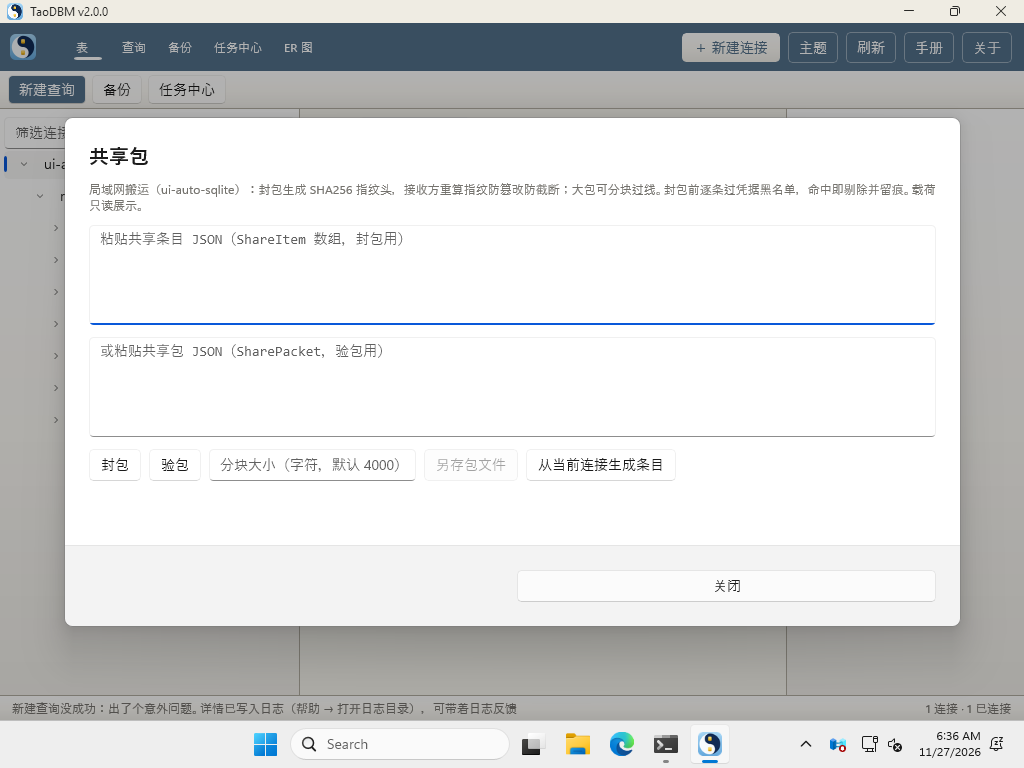 TaoDBM v2.0.0
表 查询 备份 任务中心 ER 图 + 新建连接 主题 刷新 手册 关于
新建查询 备份 任务中心
筛选连接
ui-a
共享包
局域网搬运（ui-auto-sqlite）：封包生成 SHA256 指纹头，接收方重算指纹防篡改防截断；大包可分块过线。封包前逐条过凭据黑名单，命中即剔除并留痕。载荷
只读展示。
粘贴共享条目 JSON（ShareItem 数组，封包用）
或粘贴共享包 JSON（SharePacket，验包用）
封包 验包 分块大小（字符，默认 4000） 另存包文件 从当前连接生成条目
关闭
新建查询没成功：出了个意外问题。详情已写入日志（帮助 → 打开日志目录），可带着日志反馈 1 连接 · 1 已连接
Search
6:36 AM
11/27/2026